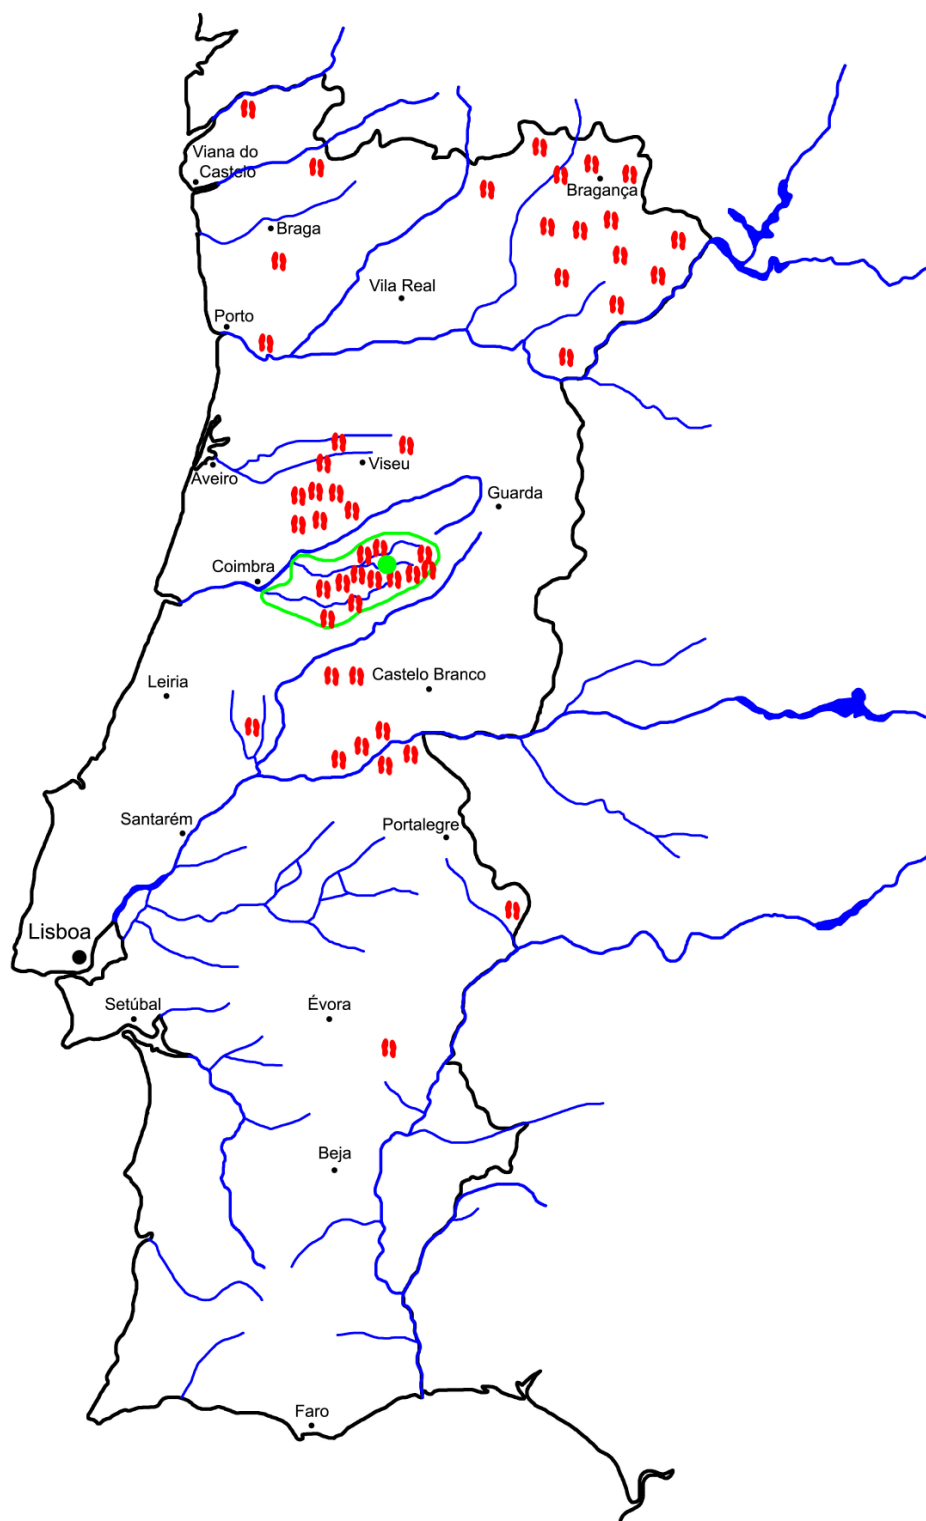 Viana do
Castelo
Bragança
Braga
Vila Real
Porto
Viseu
Aveiro
Guarda
Coimbra
Castelo Branco
Leiria
Santarém
Portalegre
Lisboa
Setúbal
Évora
Beja
Faro